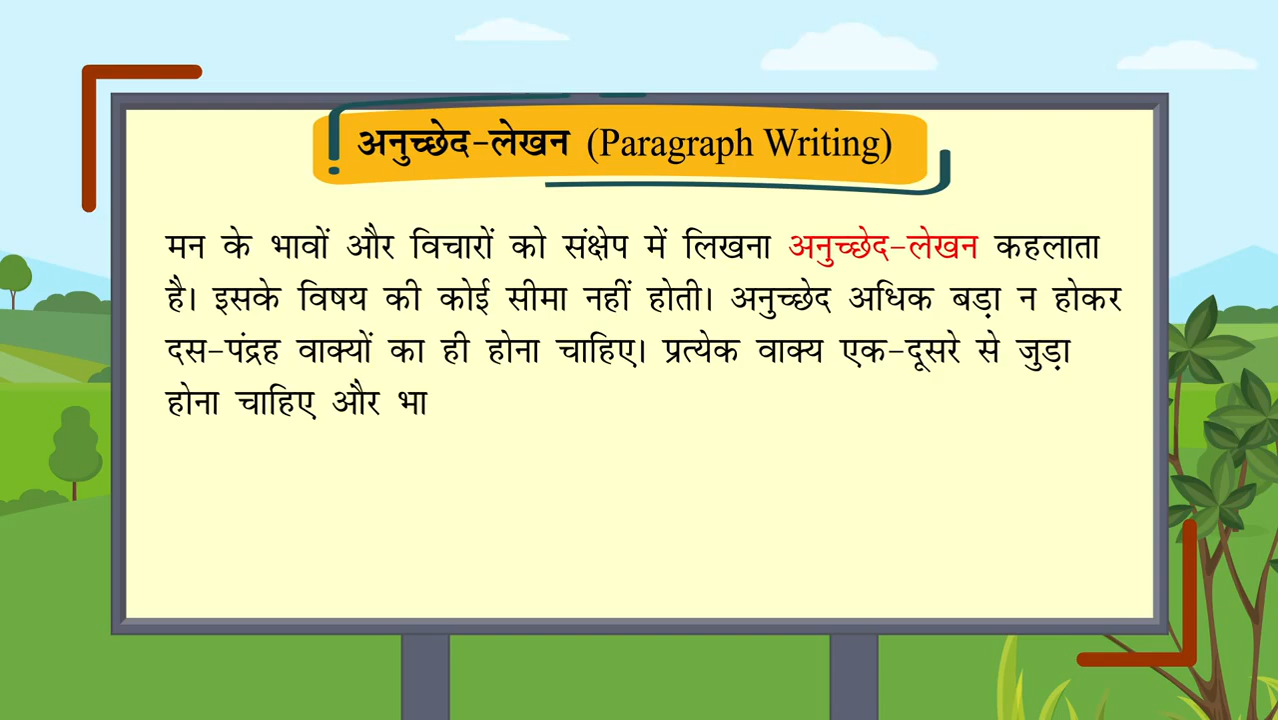 अनुच्छेद-लेखन (Paragraph Writing)
मन के भावों और विचारों को संक्षेप में लिखना अनुच्छेद-लेखन कहलाता
है। इसके विषय की कोई सीमा नहीं होती। अनुच्छेद अधिक बड़ा न होकर
दस-पंद्रह वाक्यों का ही होना चाहिए। प्रत्येक वाक्य एक-दूसरे से जुड़ा
होना चाहिए और भा